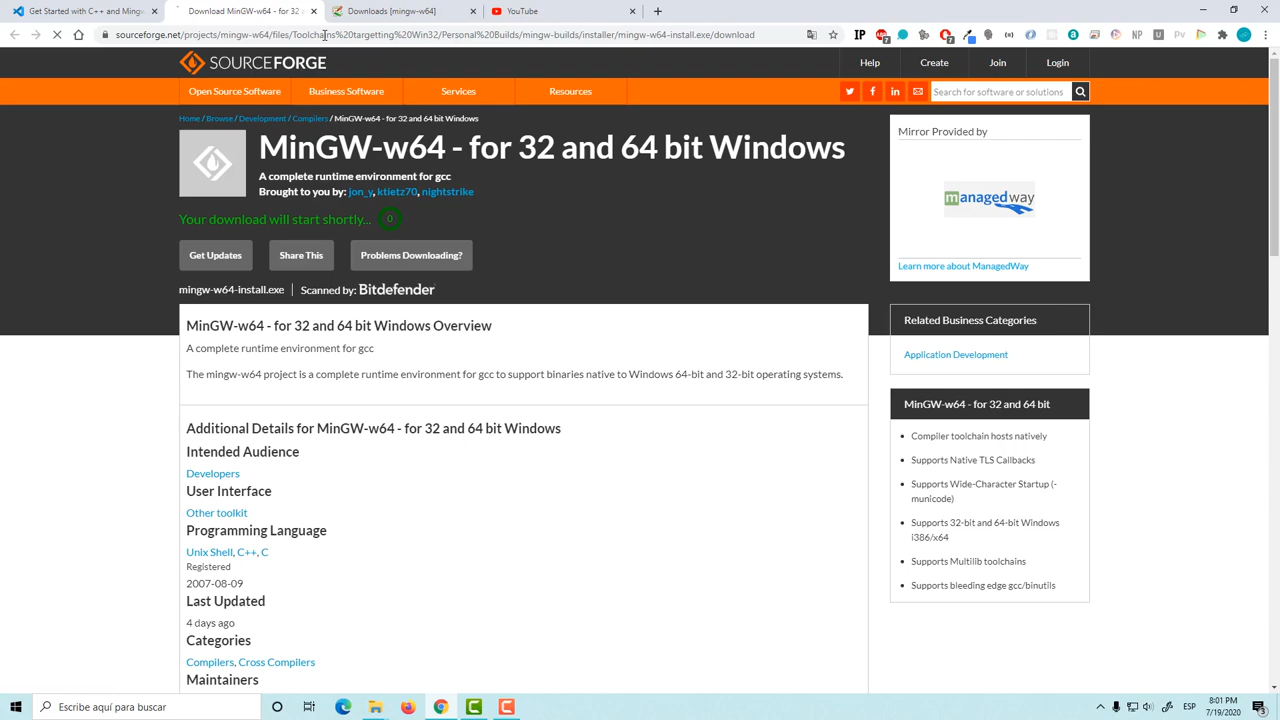 Get Started with C++ and Mingw
Download MinGW-w64 - for 32 a
Downloads [mingw-w64]
YouTube
sourceforge.net/projects/mingw-w64/files/Toolchains%20targetting%20Win32/Personal%20Builds/mingw-builds/installer/mingw-w64-install.exe/download
SOURCEFORGE
Help
Create
Join
Login
Open Source Software
Business Software
Services
Resources
Search for software or solutions
Home / Browse / Development / Compilers / MinGW-w64 - for 32 and 64 bit Windows
MinGW-w64 - for 32 and 64 bit Windows
A complete runtime environment for gcc
Brought to you by: jon_y, ktietz70, nightstrike
Your download will start shortly... 0
Get Updates
Share This
Problems Downloading?
mingw-w64-install.exe | Scanned by: Bitdefender
Mirror Provided by
managedway
Learn more about ManagedWay
MinGW-w64 - for 32 and 64 bit Windows Overview
A complete runtime environment for gcc
The mingw-w64 project is a complete runtime environment for gcc to support binaries native to Windows 64-bit and 32-bit operating systems.
Additional Details for MinGW-w64 - for 32 and 64 bit Windows
Intended Audience
Developers
User Interface
Other toolkit
Programming Language
Unix Shell, C++, C
Registered
2007-08-09
Last Updated
4 days ago
Categories
Compilers, Cross Compilers
Maintainers
Related Business Categories
Application Development
MinGW-w64 - for 32 and 64 bit
Compiler toolchain hosts natively
Supports Native TLS Callbacks
Supports Wide-Character Startup (-
municode)
Supports 32-bit and 64-bit Windows
i386/x64
Supports Multilib toolchains
Supports bleeding edge gcc/binutils
Escribe aquí para buscar
ESP
8:01 PM
7/19/2020